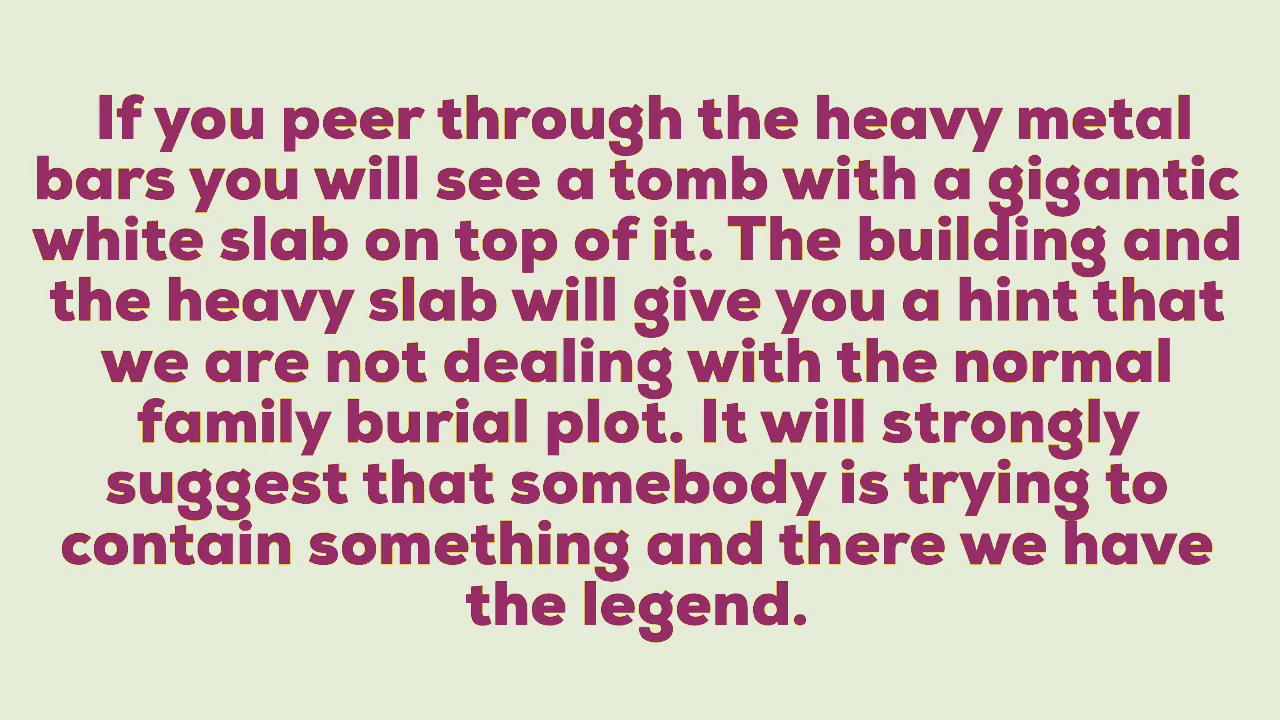 If you peer through the heavy metal
bars you will see a tomb with a gigantic
white slab on top of it. The building and
the heavy slab will give you a hint that
we are not dealing with the normal
family burial plot. It will strongly
suggest that somebody is trying to
contain something and there we have
the legend.